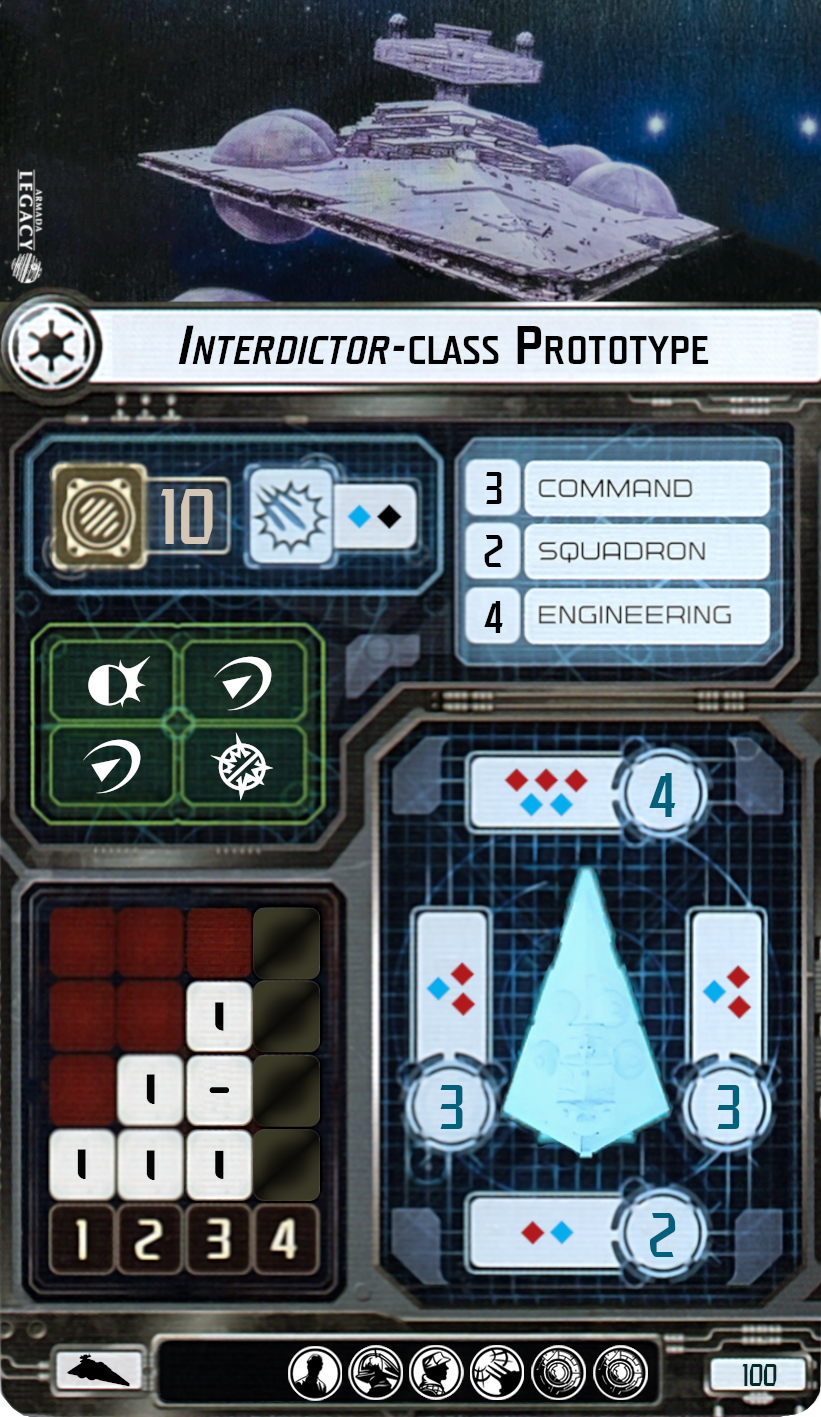 ARMADA
LEGACY
INTERDICTOR-CLASS PROTOTYPE
10
3 COMMAND
2 SQUADRON
4 ENGINEERING
4
3 3
2
I
I -
I I I
1 2 3 4
100